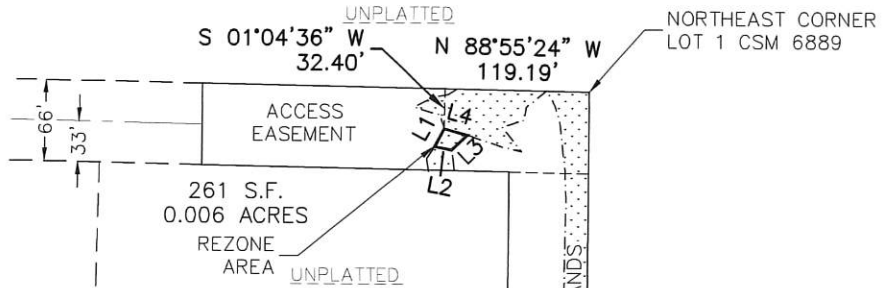 UNPLATTED
NORTHEAST CORNER
LOT 1 CSM 6889
S 01°04'36" W
32.40'
N 88°55'24" W
119.19'
66'
33'
ACCESS
EASEMENT
L1
L4
L3
L2
261 S.F.
0.006 ACRES
REZONE
AREA
UNPLATTED
NDS